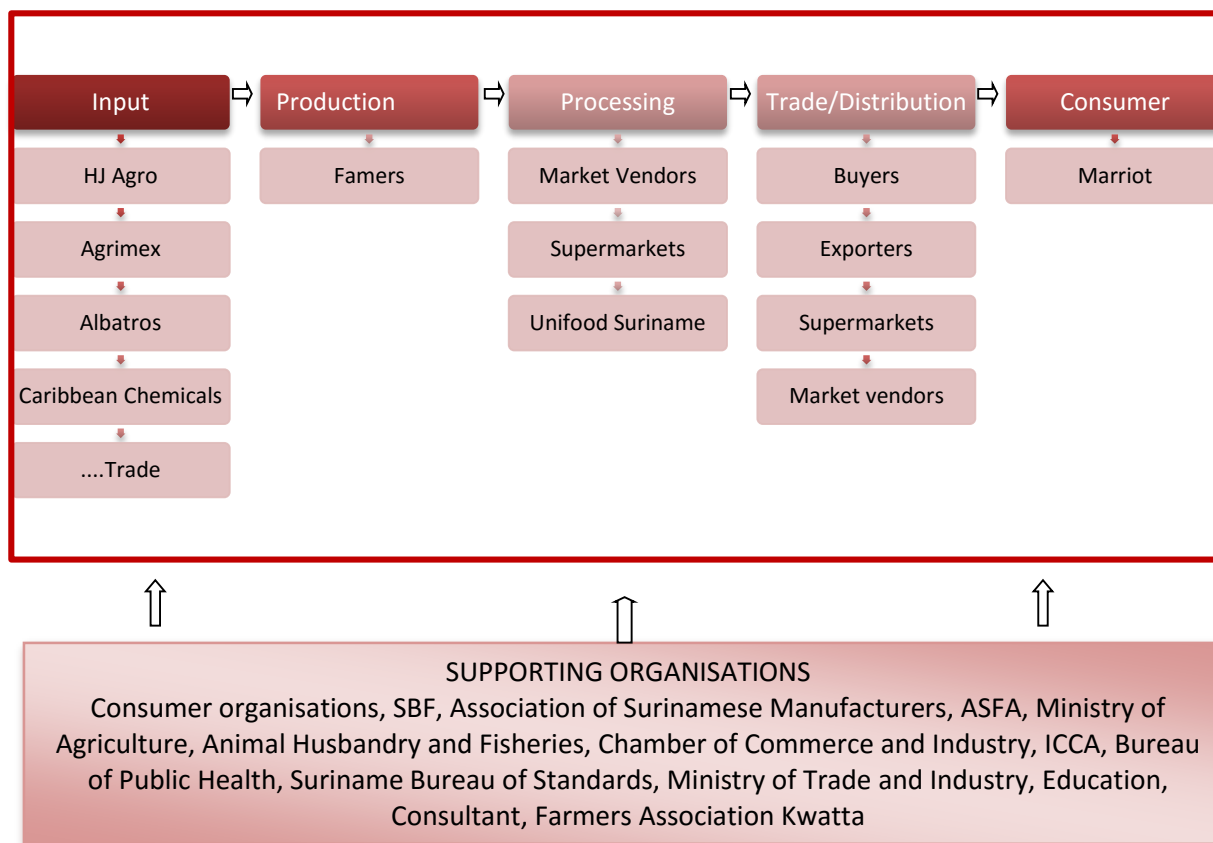 Input
Production
Processing
Trade/Distribution
Consumer
HJ Agro
Agrimex
Albatros
Caribbean Chemicals
....Trade
Famers
Market Vendors
Supermarkets
Unifood Suriname
Buyers
Exporters
Supermarkets
Market vendors
Marriot
SUPPORTING ORGANISATIONS
Consumer organisations, SBF, Association of Surinamese Manufacturers, ASFA, Ministry of
Agriculture, Animal Husbandry and Fisheries, Chamber of Commerce and Industry, ICCA, Bureau
of Public Health, Suriname Bureau of Standards, Ministry of Trade and Industry, Education,
Consultant, Farmers Association Kwatta